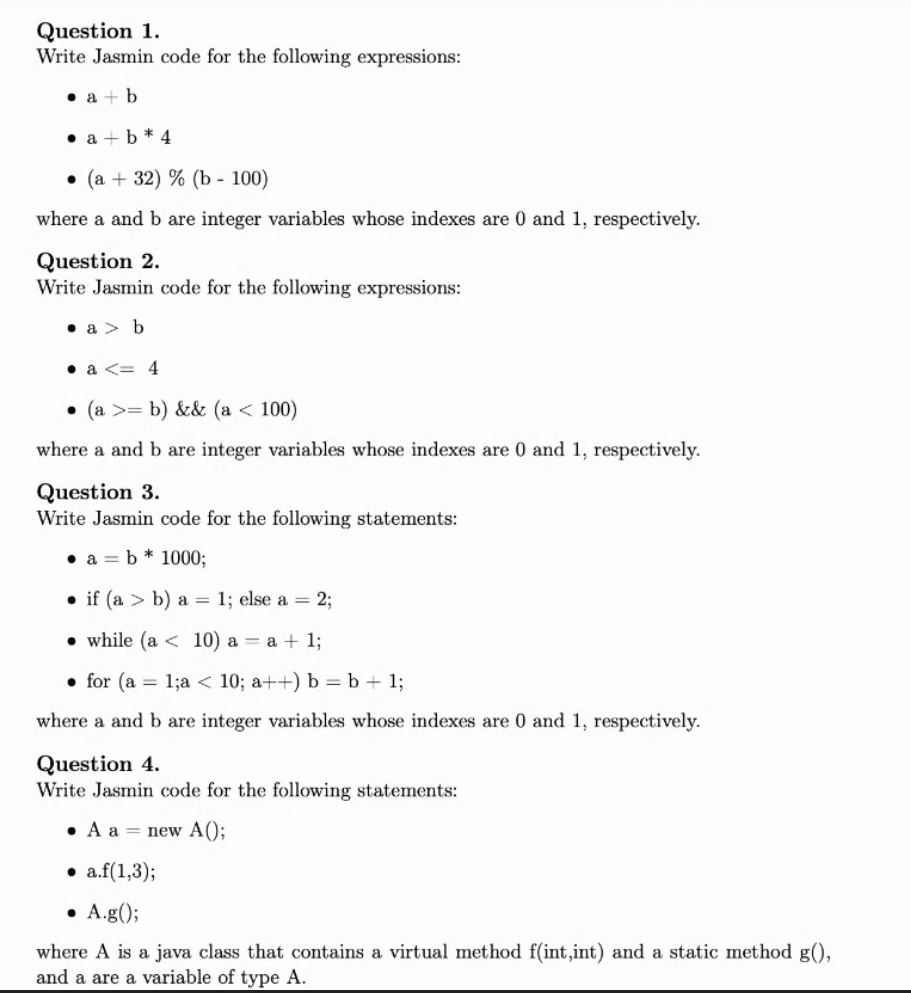 Question 1.
Write Jasmin code for the following expressions:
• a + b
• a + b * 4
• (a + 32) % (b - 100)
where a and b are integer variables whose indexes are 0 and 1, respectively.
Question 2.
Write Jasmin code for the following expressions:
• a > b
• a <= 4
• (a >= b) && (a < 100)
where a and b are integer variables whose indexes are 0 and 1, respectively.
Question 3.
Write Jasmin code for the following statements:
• a = b * 1000;
• if (a > b) a = 1; else a = 2;
• while (a < 10) a = a + 1;
• for (a = 1;a < 10; a++) b = b + 1;
where a and b are integer variables whose indexes are 0 and 1, respectively.
Question 4.
Write Jasmin code for the following statements:
• A a = new A();
• a.f(1,3);
• A.g();
where A is a java class that contains a virtual method f(int,int) and a static method g(),
and a are a variable of type A.